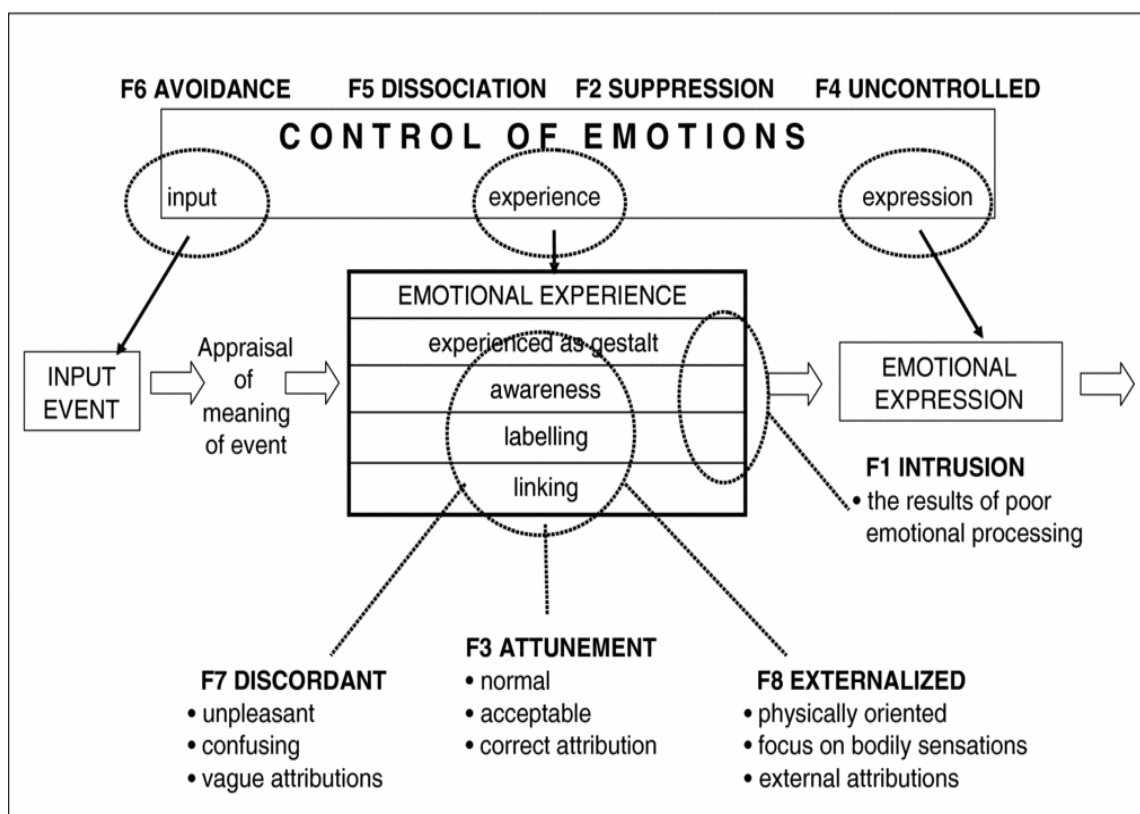 F6 AVOIDANCE F5 DISSOCIATION F2 SUPPRESSION F4 UNCONTROLLED
CONTROL OF EMOTIONS
input experience expression
EMOTIONAL EXPERIENCE
experienced as gestalt
awareness
labelling
linking
INPUT
EVENT
Appraisal
of
meaning
of event
EMOTIONAL
EXPRESSION
F1 INTRUSION
• the results of poor
emotional processing
F7 DISCORDANT
• unpleasant
• confusing
• vague attributions
F3 ATTUNEMENT
• normal
• acceptable
• correct attribution
F8 EXTERNALIZED
• physically oriented
• focus on bodily sensations
• external attributions